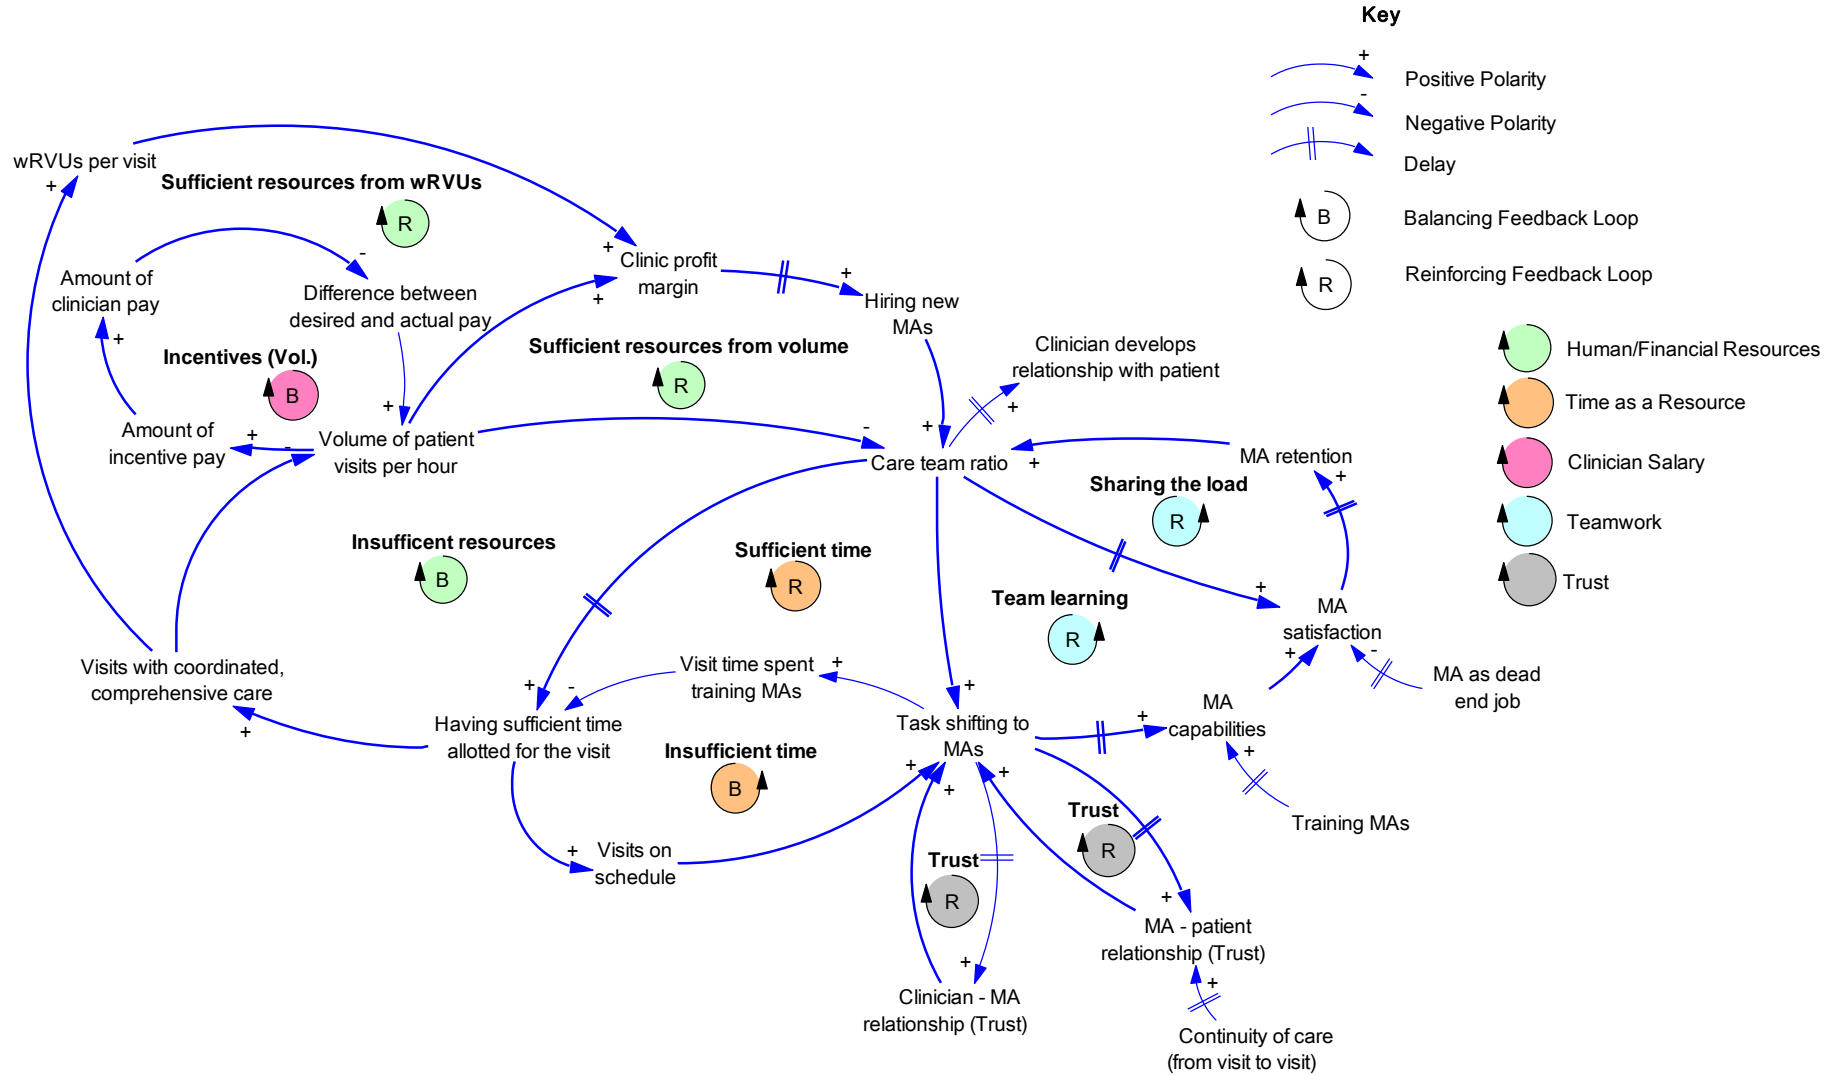 Key
+
Positive Polarity
-
Negative Polarity
Delay
B
Balancing Feedback Loop
R
Reinforcing Feedback Loop
Human/Financial Resources
Time as a Resource
Clinician Salary
Teamwork
Trust
wRVUs per visit
+
Sufficient resources from wRVUs
R
Amount of
clinician pay
+
-
Difference between
desired and actual pay
+
Clinic profit
margin
+
+
+
Hiring new
MAs
Incentives (Vol.)
B
Sufficient resources from volume
R
Clinician develops
relationship with patient
+
Amount of
incentive pay
+
-
Volume of patient
visits per hour
-
+
Care team ratio
+
MA retention
+
Sharing the load
R
Insufficent resources
B
Sufficient time
R
Team learning
R
+
MA
satisfaction
+
-
MA as dead
end job
Visits with coordinated,
comprehensive care
+
Visit time spent
training MAs
+
+
-
Having sufficient time
allotted for the visit
+
Task shifting to
MAs
+
MA
capabilities
+
Training MAs
Insufficient time
B
+
+
+
+
Visits on
schedule
Trust
R
Trust
R
+
MA - patient
relationship (Trust)
+
+
Clinician - MA
relationship (Trust)
Continuity of care
(from visit to visit)